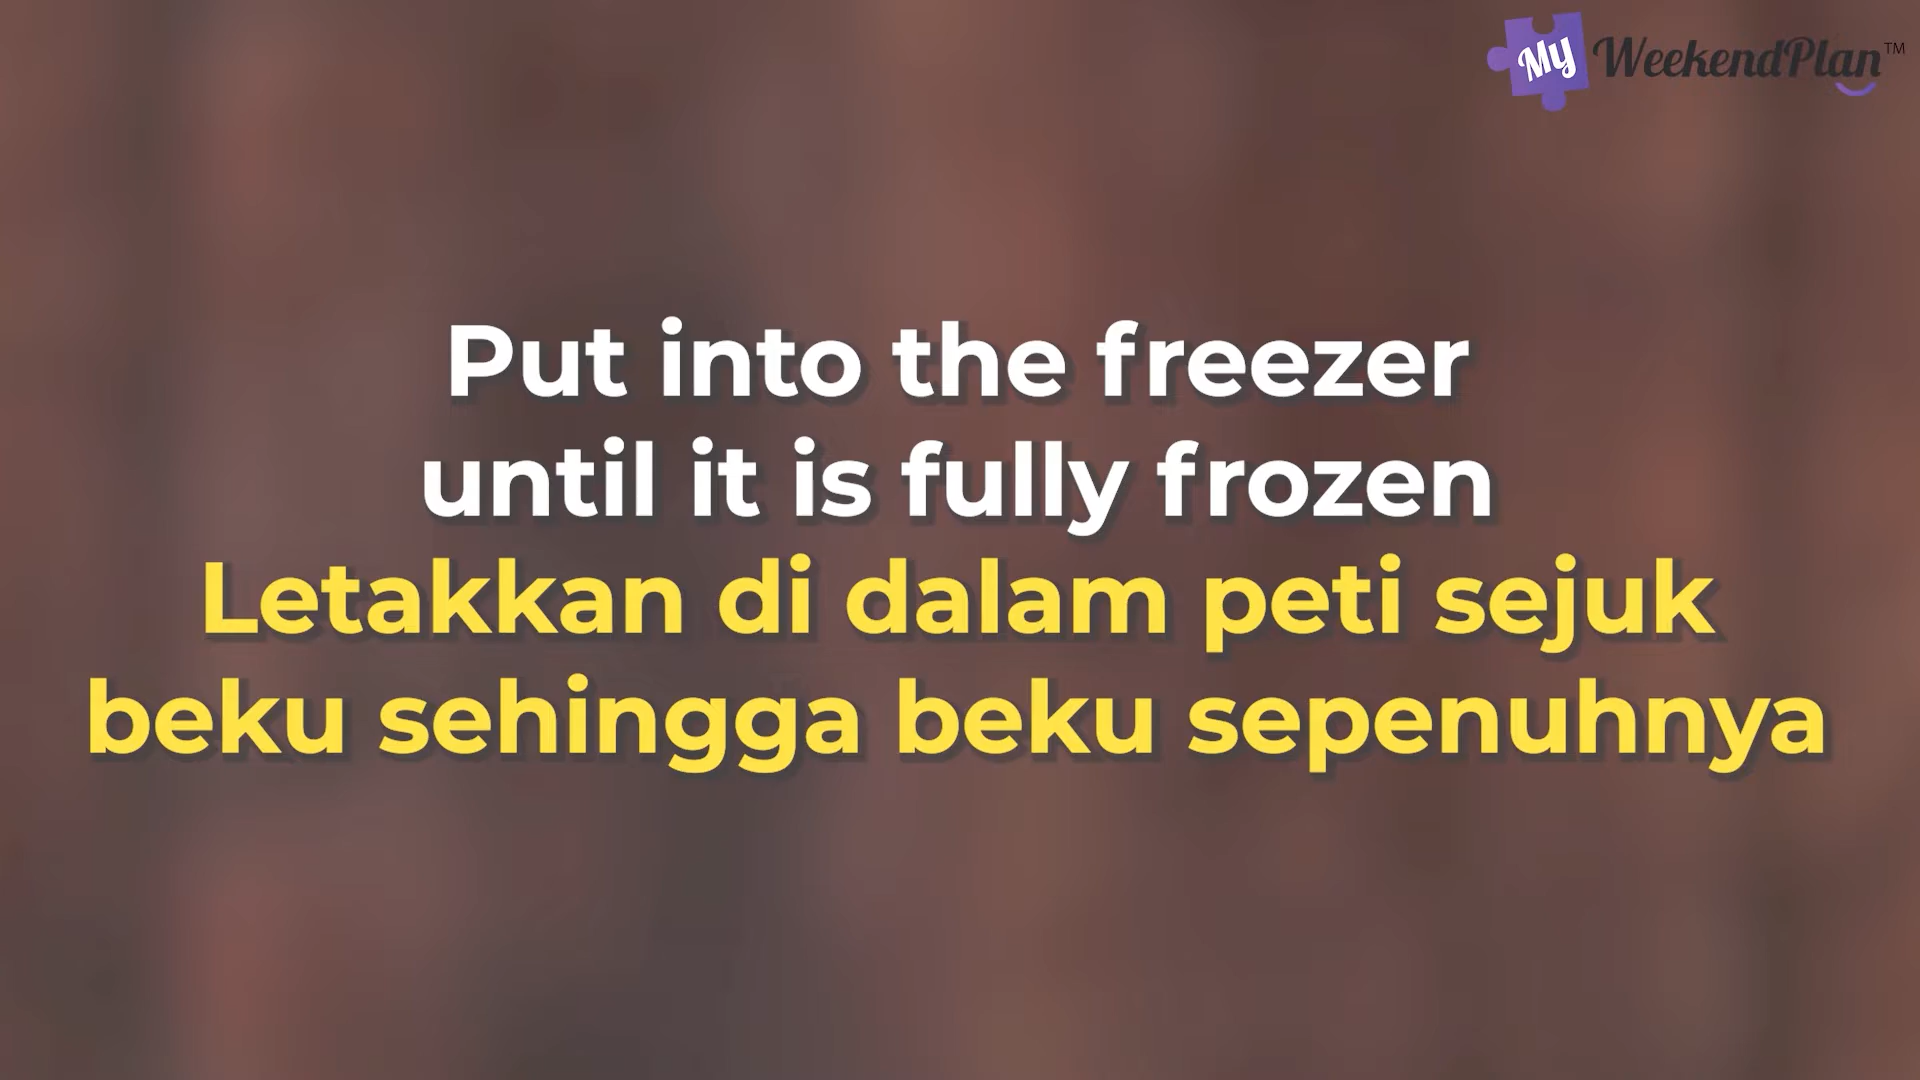 My WeekendPlan™
Put into the freezer
until it is fully frozen
Letakkan di dalam peti sejuk
beku sehingga beku sepenuhnya